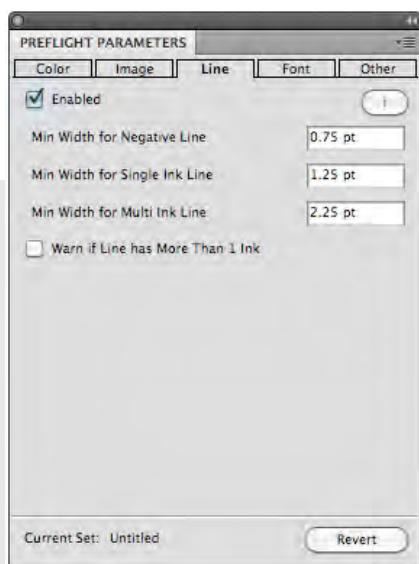 PREFLIGHT PARAMETERS
Color Image Line Font Other
Enabled i
Min Width for Negative Line 0.75 pt
Min Width for Single Ink Line 1.25 pt
Min Width for Multi Ink Line 2.25 pt
Warn if Line has More Than 1 Ink
Current Set: Untitled Revert